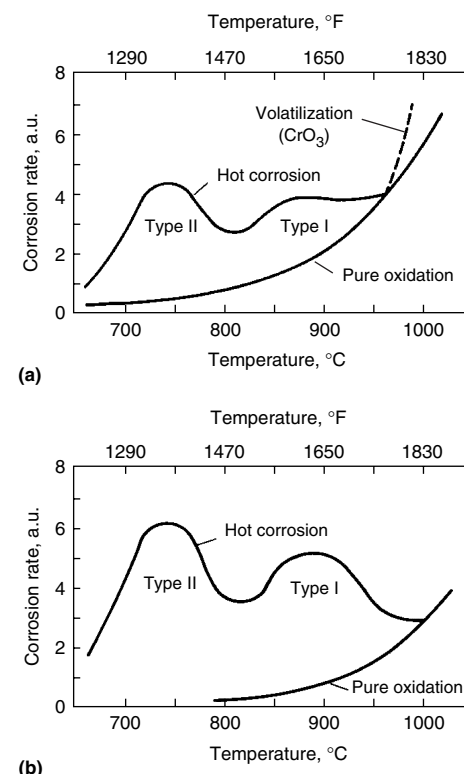 Temperature, °F
1290 1470 1650 1830
8
6
4
2
0
Corrosion rate, a.u.
Volatilization
(CrO3)
Hot corrosion
Type II
Type I
Pure oxidation
700 800 900 1000
Temperature, °C
(a)
Temperature, °F
1290 1470 1650 1830
8
6
4
2
0
Corrosion rate, a.u.
Hot corrosion
Type II
Type I
Pure oxidation
700 800 900 1000
Temperature, °C
(b)